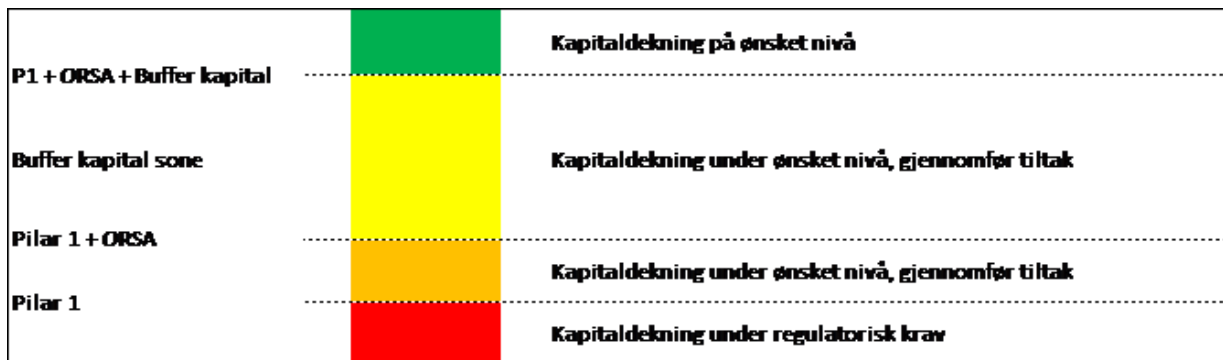 Kapitaldekning på ønsket nivå
P1 + ORSA + Buffer kapital
Buffer kapital sone
Kapitaldekning under ønsket nivå, gjennomfør tiltak
Pilar 1 + ORSA
Kapitaldekning under ønsket nivå, gjennomfør tiltak
Pilar 1
Kapitaldekning under regulatorisk krav